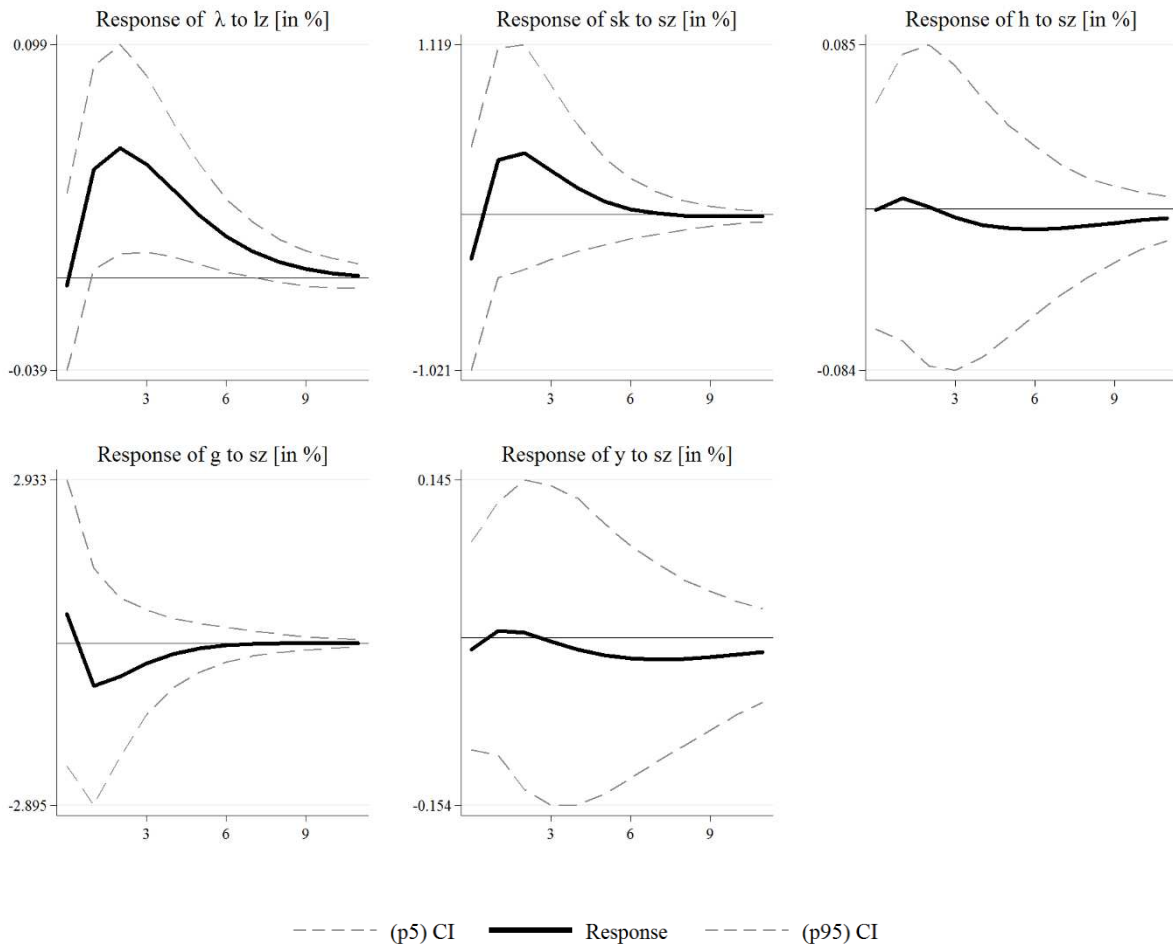 Response of λ to lz [in %]
0.099
-0.039
3 6 9
Response of sk to sz [in %]
1.119
-1.021
3 6 9
Response of h to sz [in %]
0.085
-0.084
3 6 9
Response of g to sz [in %]
2.933
-2.895
3 6 9
Response of y to sz [in %]
0.145
-0.154
3 6 9
(p5) CI Response (p95) CI